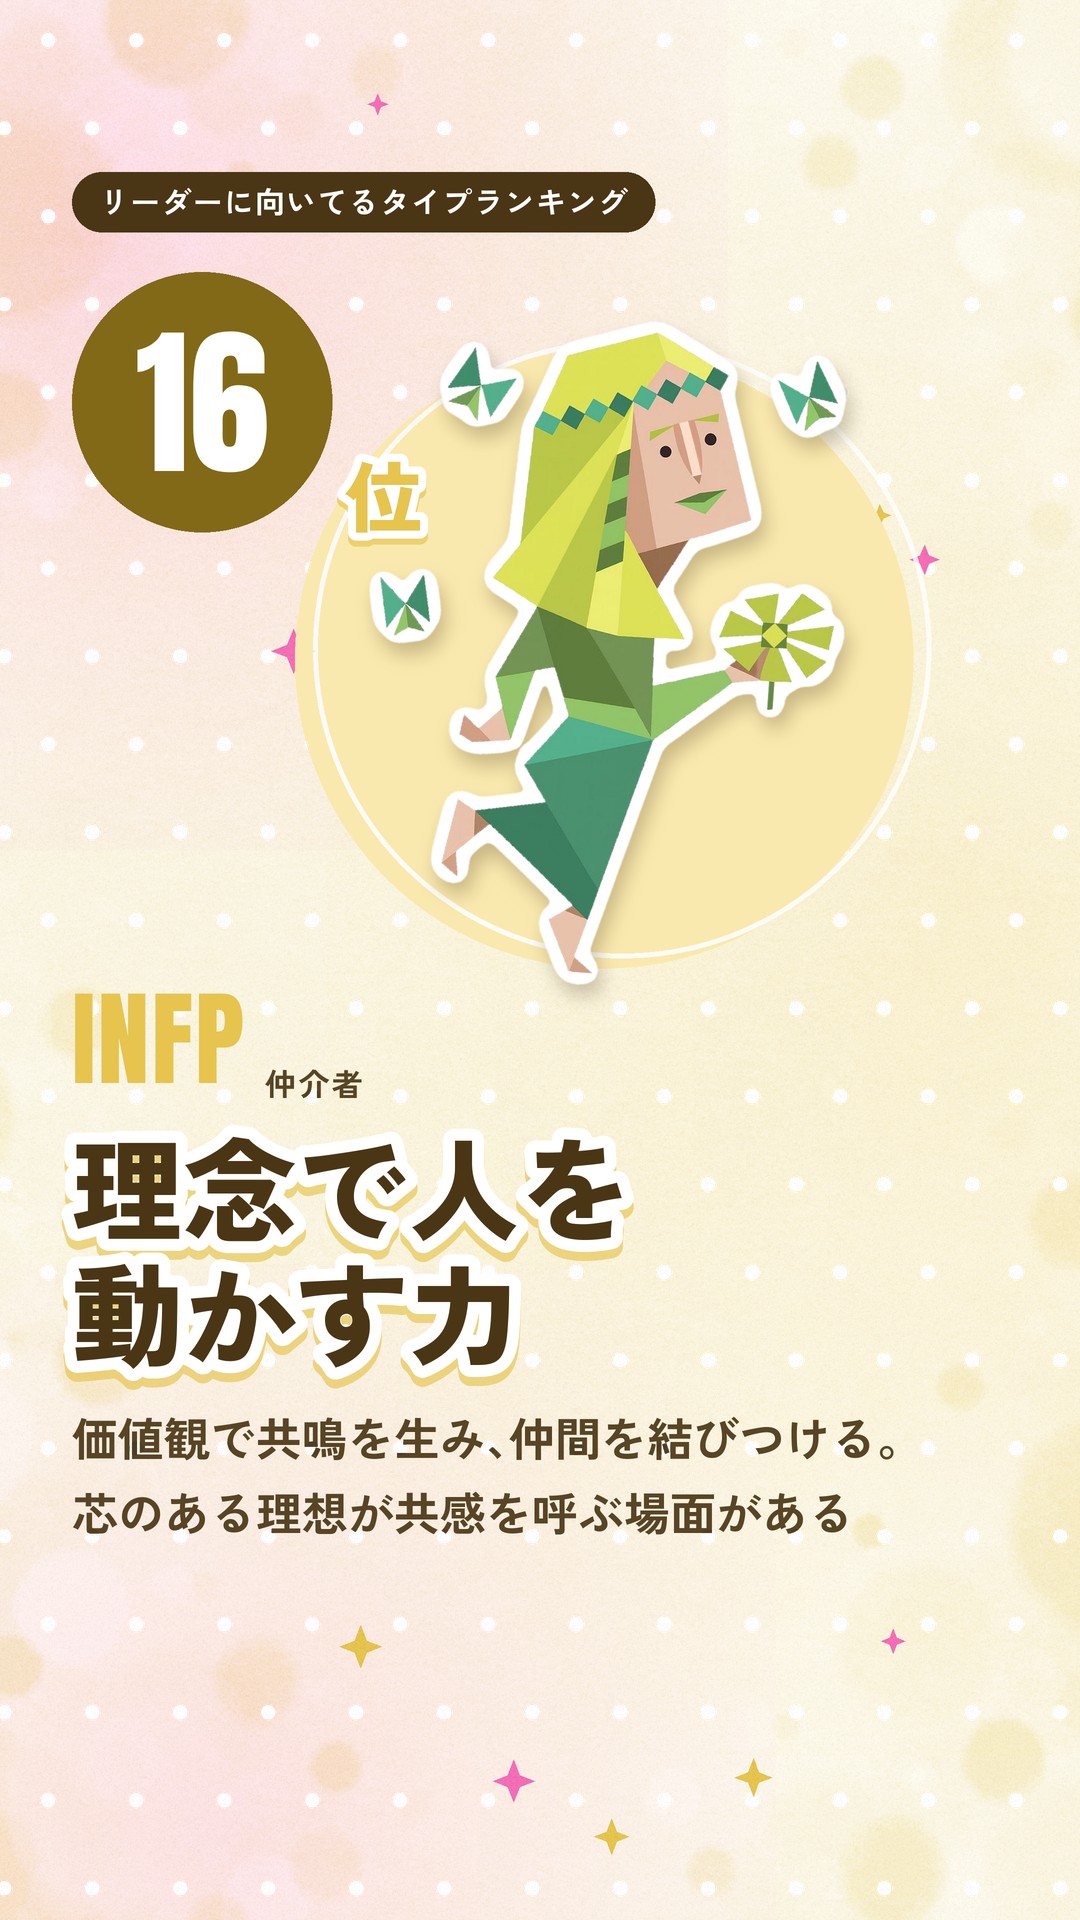 リーダーに向いてるタイプランキング
16
位
INFP
仲介者
理念で人を
動かす力
価値観で共鳴を生み、仲間を結びつける。
芯のある理想が共感を呼ぶ場面がある